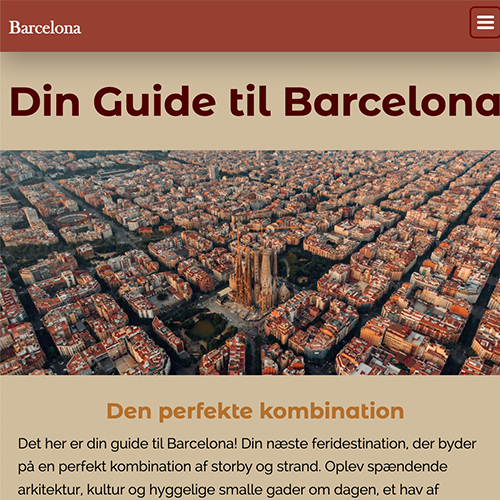 Barcelona
Din Guide til Barcelona
Den perfekte kombination
Det her er din guide til Barcelona! Din næste feridestination, der byder
på en perfekt kombination af storby og strand. Oplev spændende
arkitektur, kultur og hyggelige smalle gader om dagen, et hav af